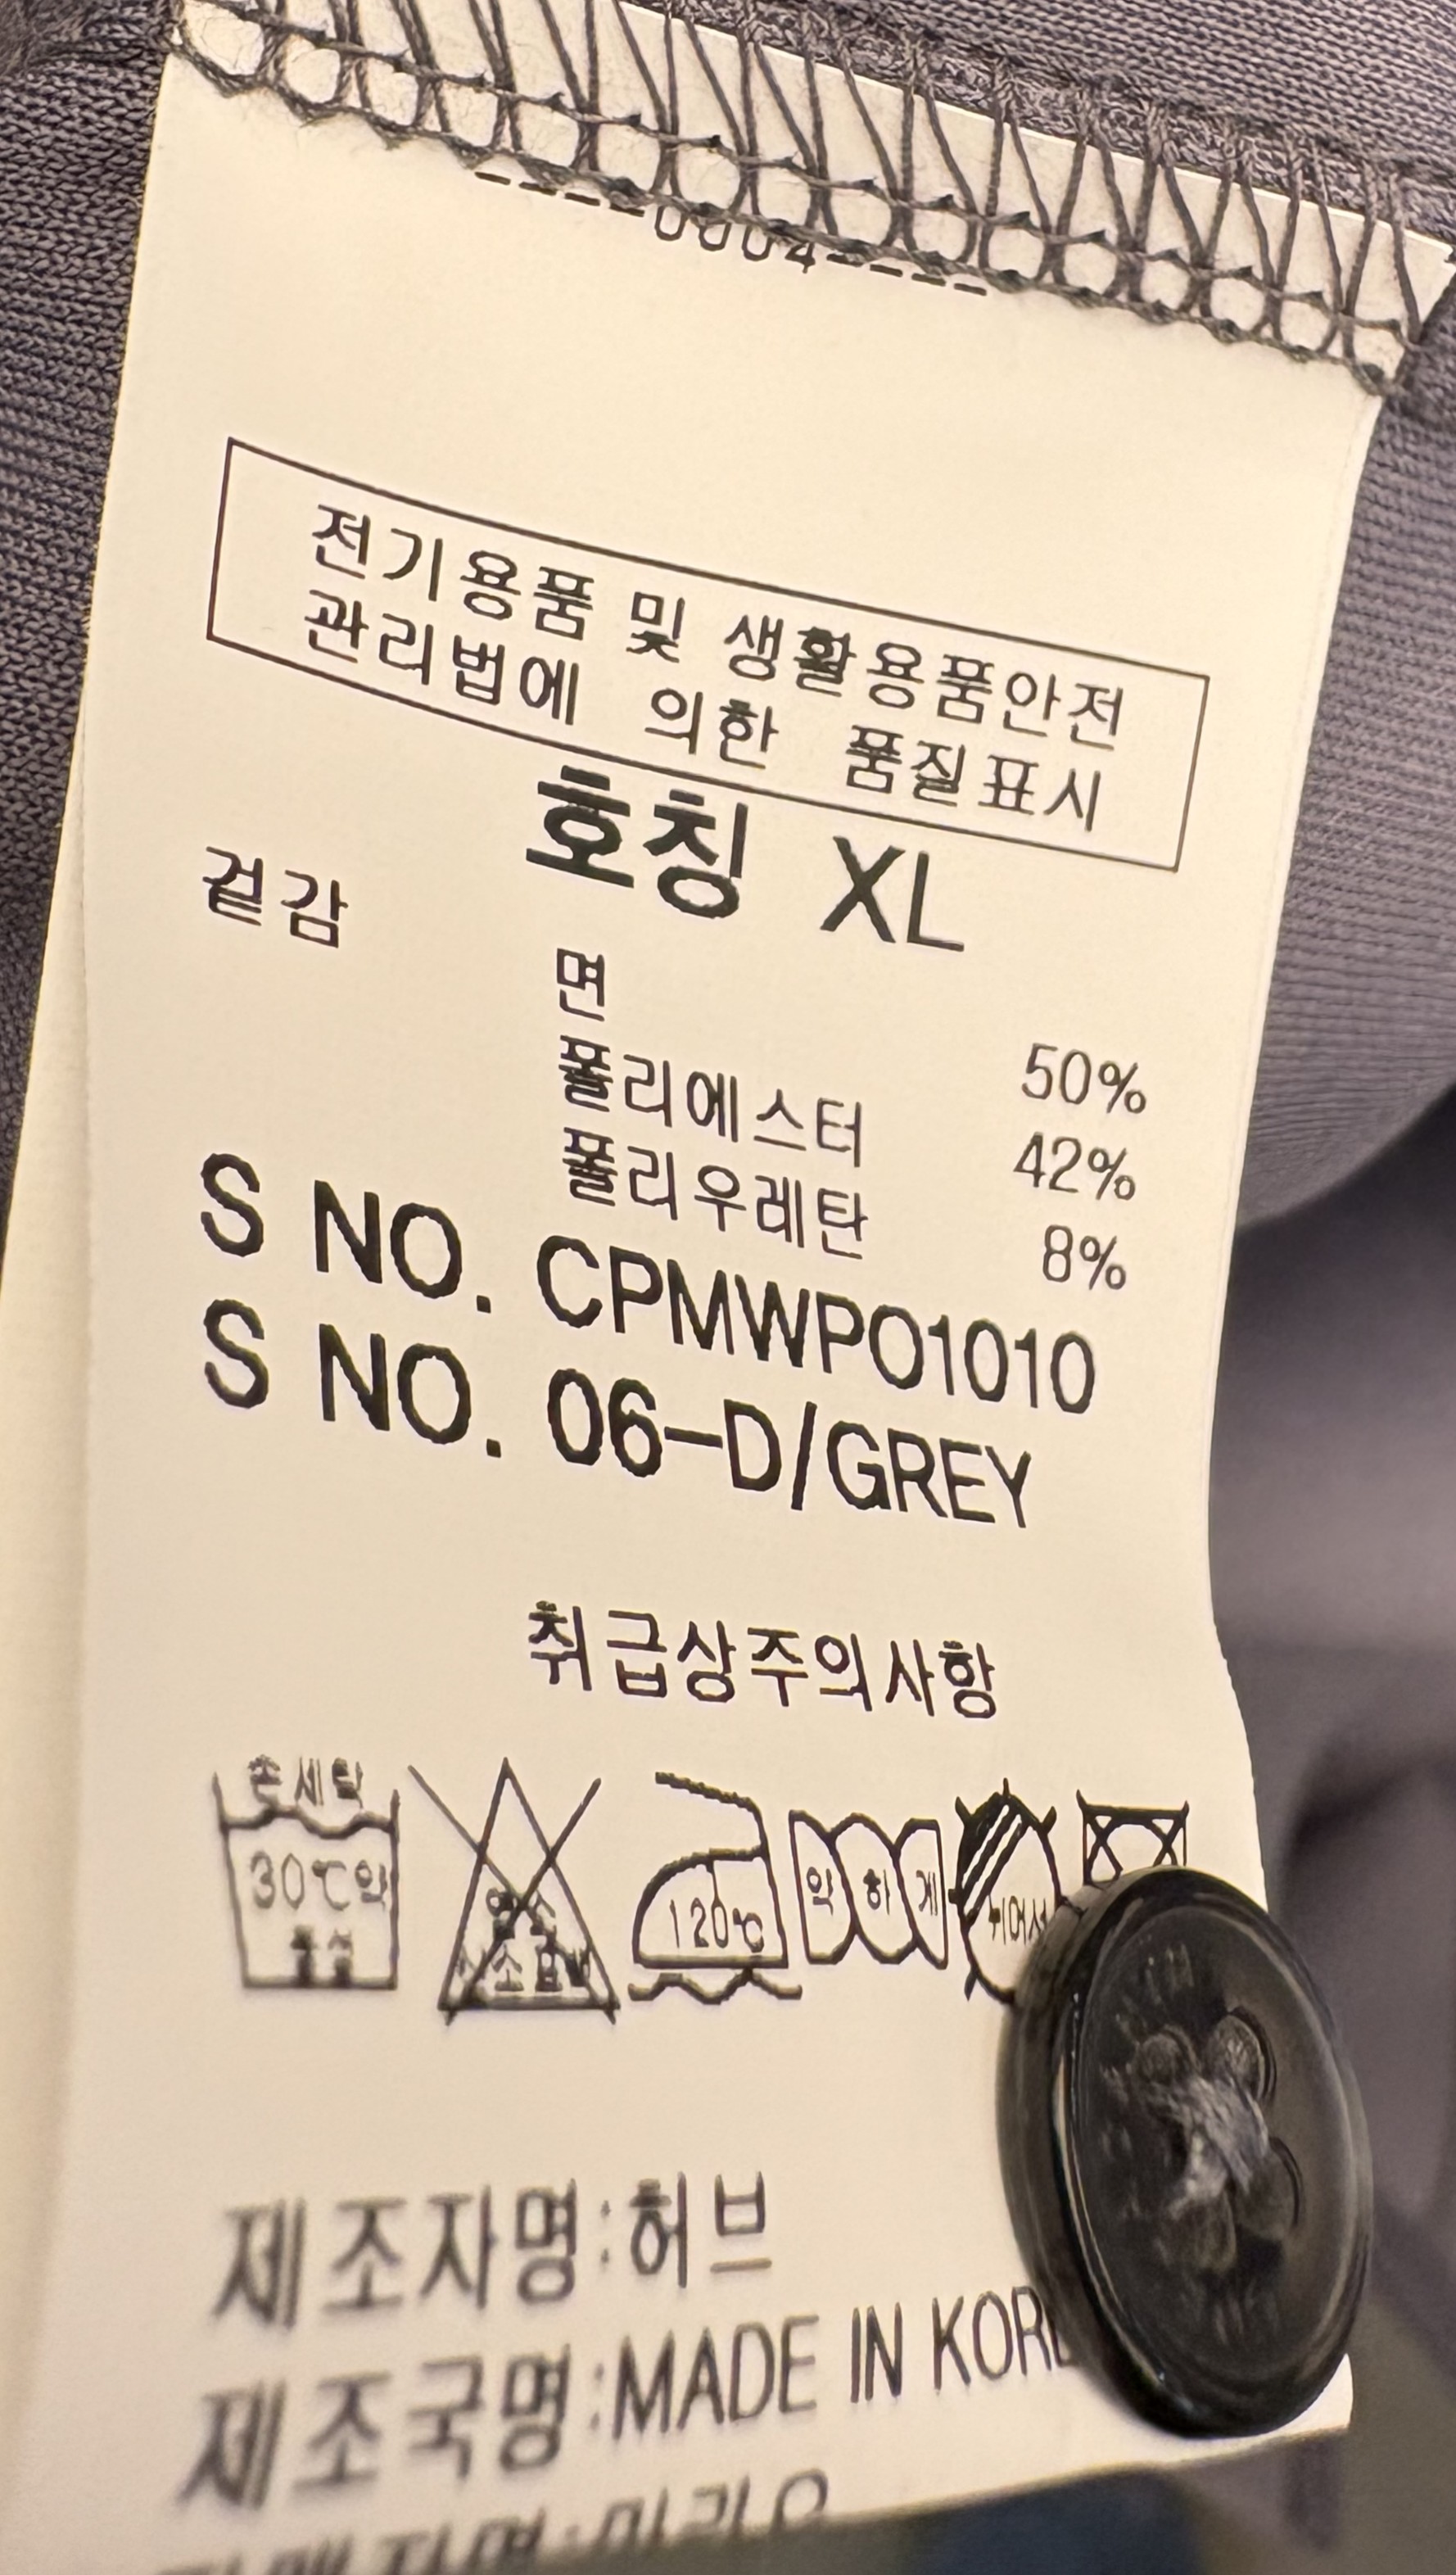 전기용품 및 생활용품안전
관리법에 의한 품질표시
호칭 XL
겉감
면 50%
폴리에스터 42%
폴리우레탄 8%
S NO. CPMWPO1010
S NO. 06-D/GREY
취급상주의사항
손세탁
30℃약
120℃
약하게
제조자명:허브
제조국명:MADE IN